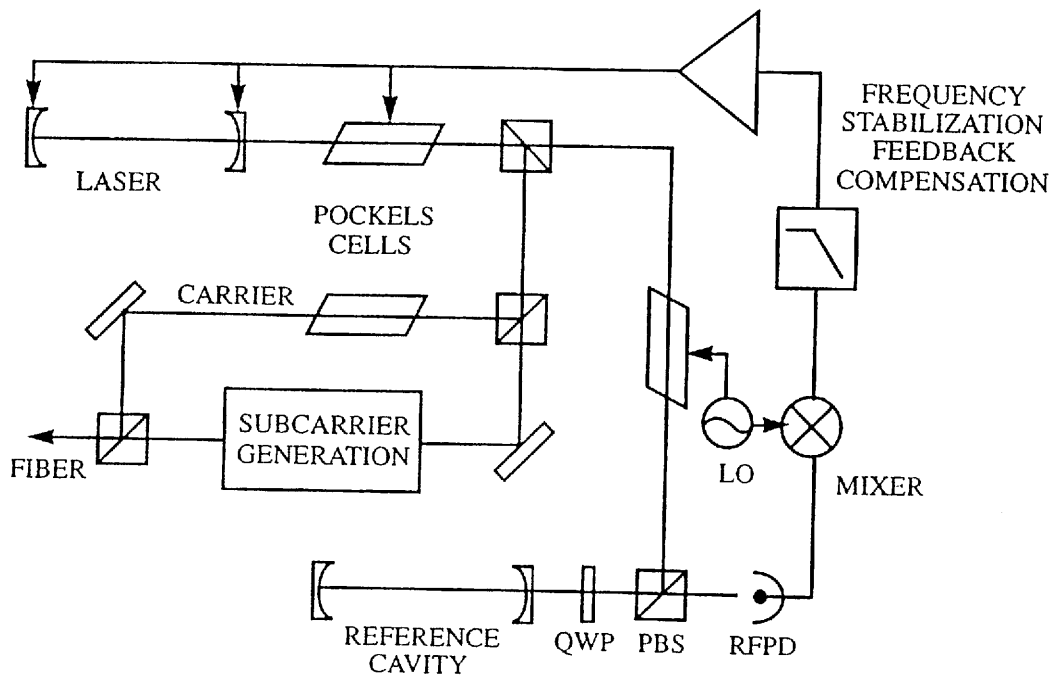 FREQUENCY
STABILIZATION
FEEDBACK
COMPENSATION
LASER
POCKELS
CELLS
CARRIER
SUBCARRIER
GENERATION
FIBER
LO
MIXER
REFERENCE
CAVITY
QWP
PBS
RFPD